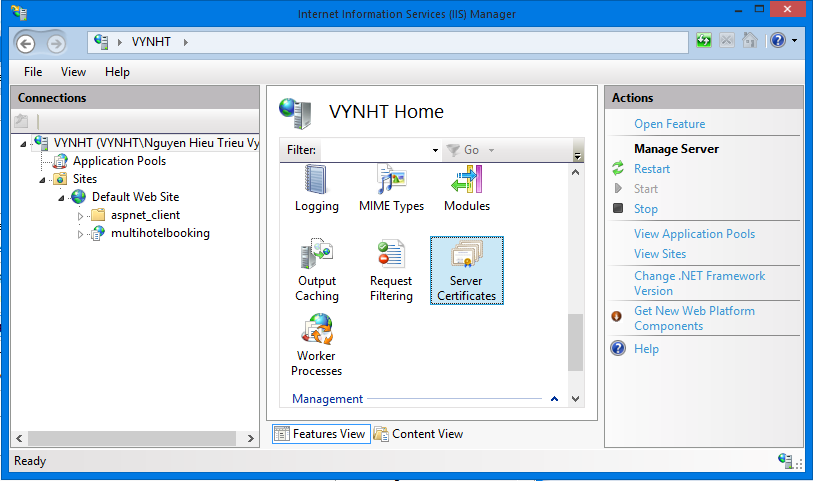 Internet Information Services (IIS) Manager
VYNHT
File View Help
Connections
VYNHT (VYNHT\Nguyen Hieu Trieu Vy
Application Pools
Sites
Default Web Site
aspnet_client
multihotelbooking
VYNHT Home
Filter: Go
Logging MIME Types Modules
Output Caching
Request Filtering
Server Certificates
Worker Processes
Management
Features View Content View
Actions
Open Feature
Manage Server
Restart
Start
Stop
View Application Pools
View Sites
Change .NET Framework
Version
Get New Web Platform
Components
Help
Ready